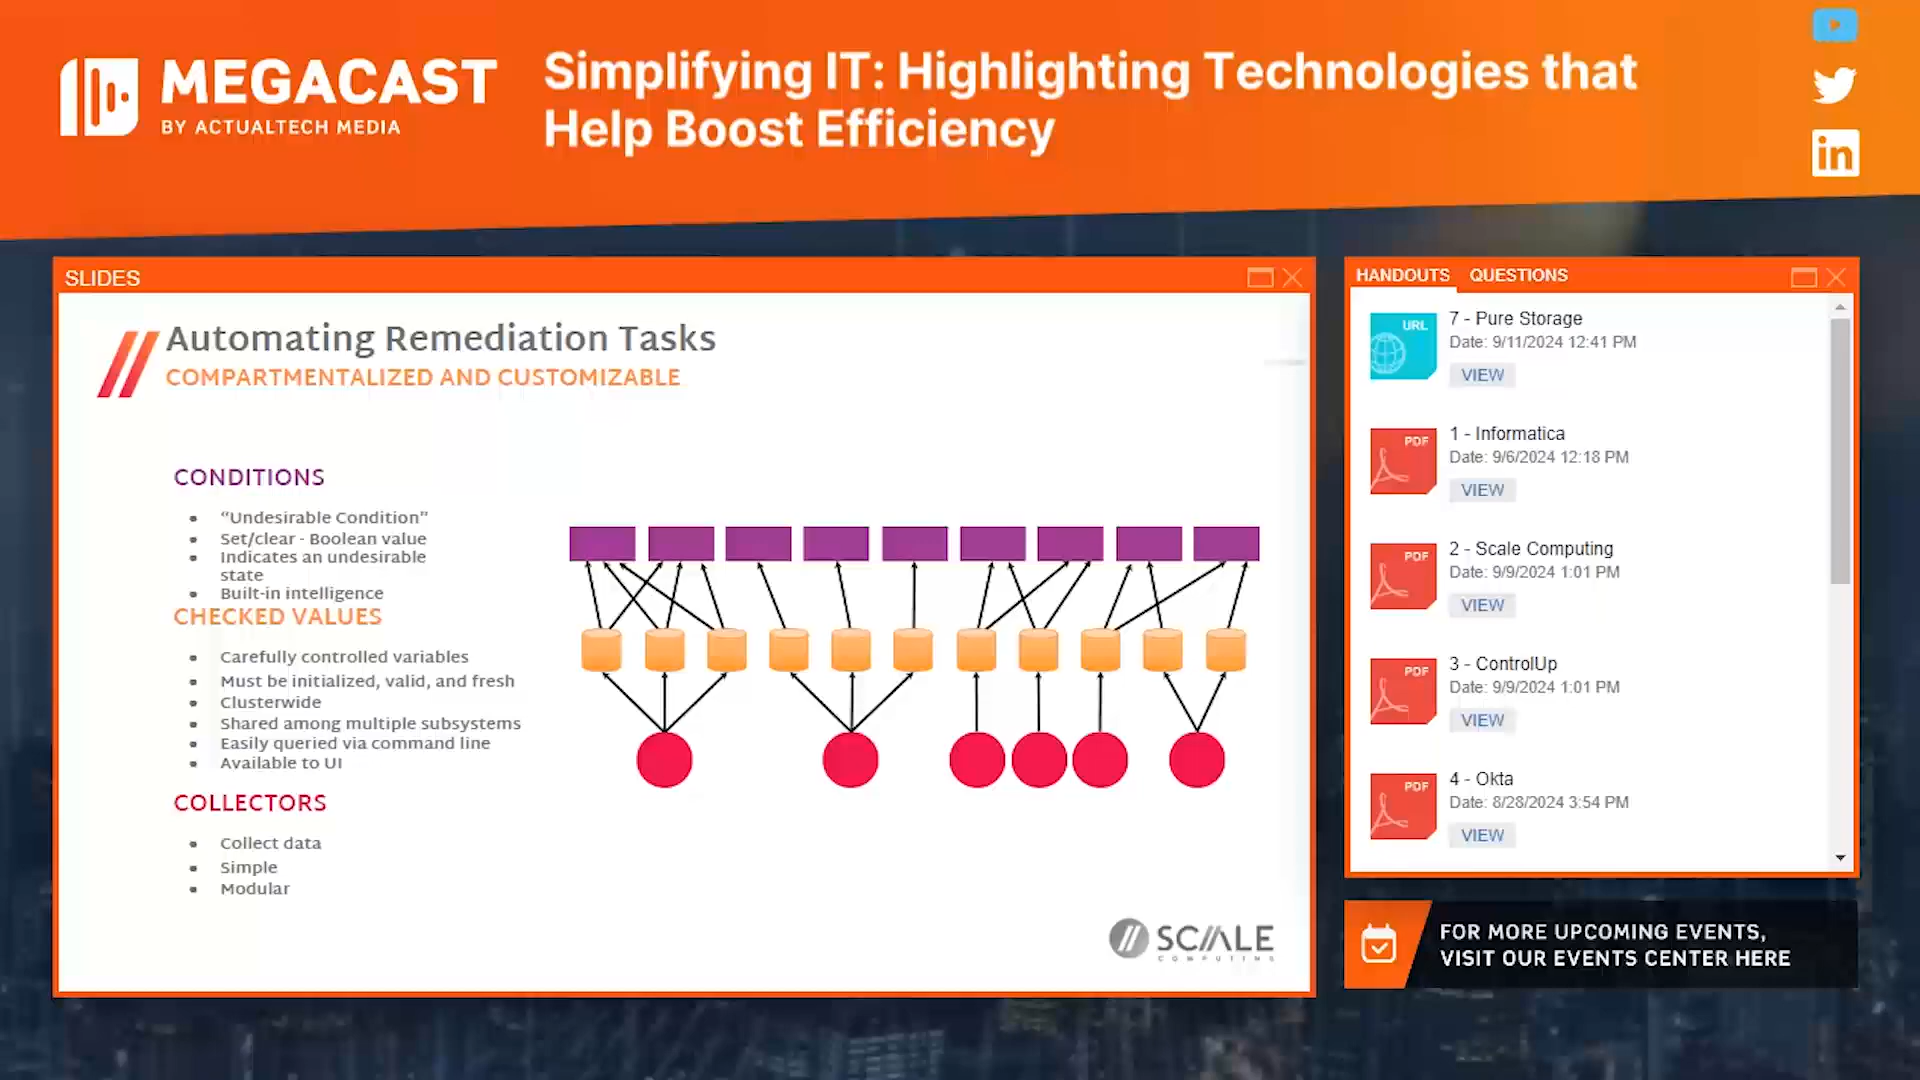 MEGACAST
BY ACTUALTECH MEDIA
Simplifying IT: Highlighting Technologies that
Help Boost Efficiency
in
SLIDES
Automating Remediation Tasks
COMPARTMENTALIZED AND CUSTOMIZABLE
CONDITIONS
• “Undesirable Condition”
• Set/clear - Boolean value
• Indicates an undesirable
state
• Built-in intelligence
CHECKED VALUES
• Carefully controlled variables
• Must be initialized, valid, and fresh
• Clusterwide
• Shared among multiple subsystems
• Easily queried via command line
• Available to UI
COLLECTORS
• Collect data
• Simple
• Modular
SCALE
COMPUTING
HANDOUTS QUESTIONS
URL
7 - Pure Storage
Date: 9/11/2024 12:41 PM
VIEW
PDF
1 - Informatica
Date: 9/6/2024 12:18 PM
VIEW
PDF
2 - Scale Computing
Date: 9/9/2024 1:01 PM
VIEW
PDF
3 - ControlUp
Date: 9/9/2024 1:01 PM
VIEW
PDF
4 - Okta
Date: 8/28/2024 3:54 PM
VIEW
FOR MORE UPCOMING EVENTS,
VISIT OUR EVENTS CENTER HERE